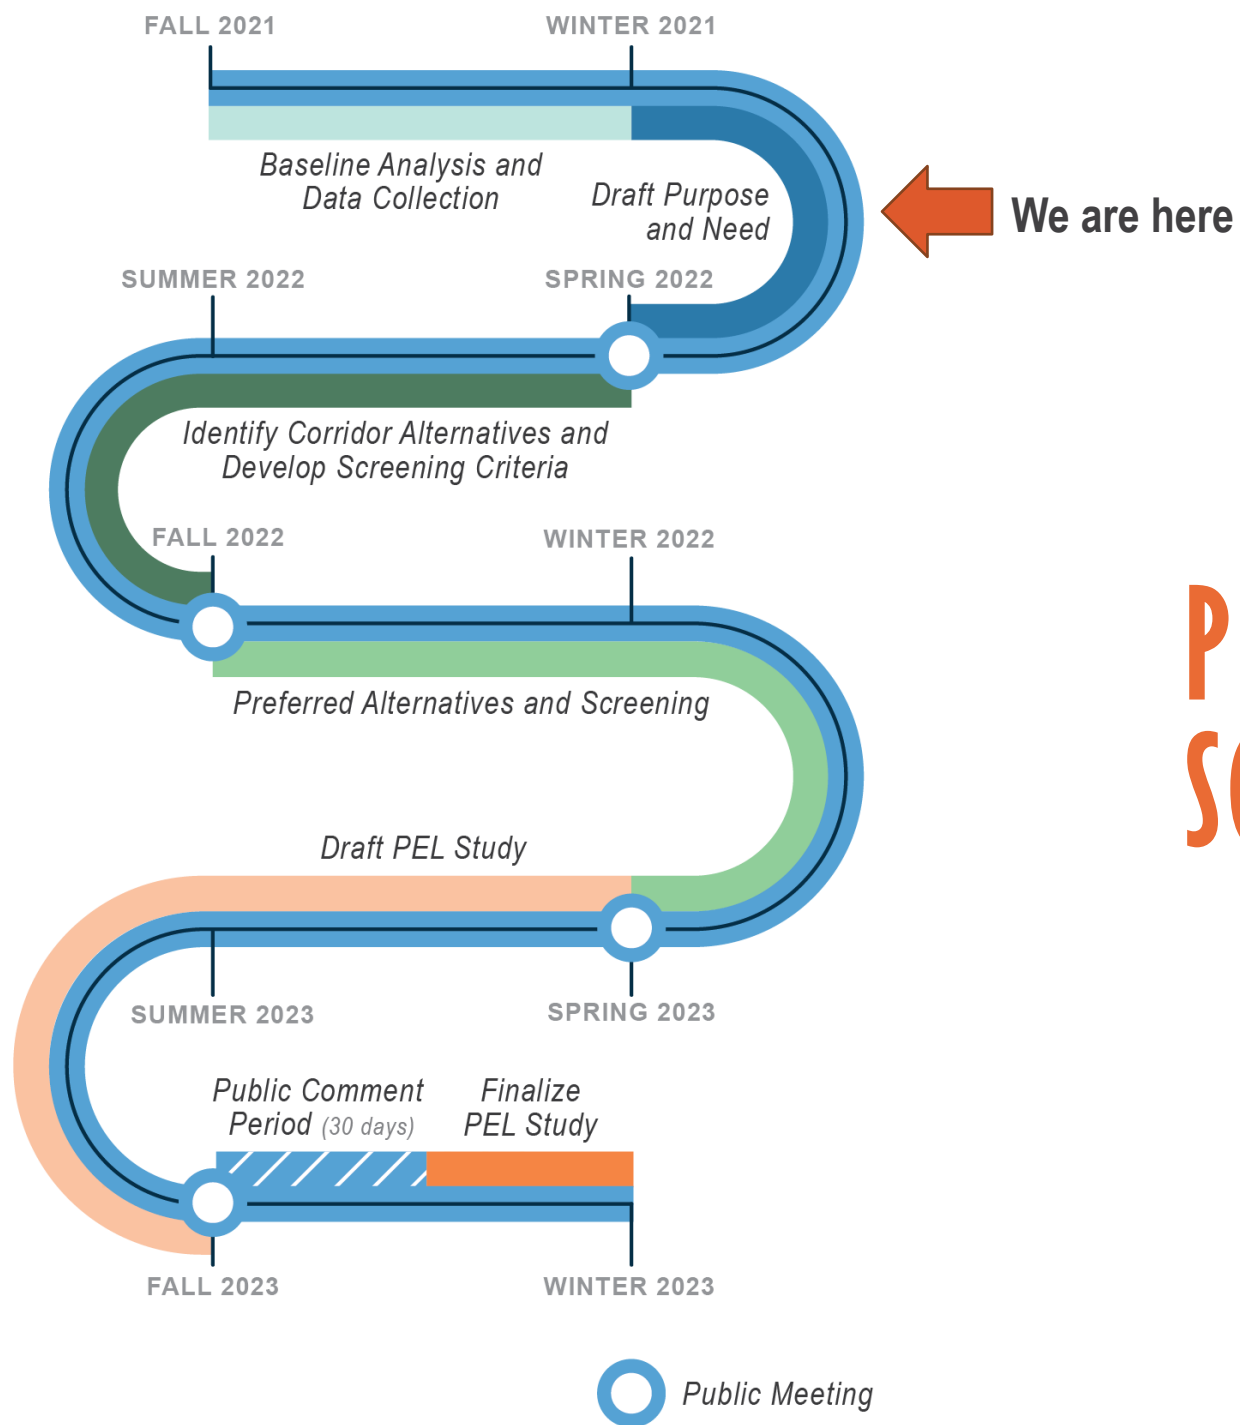 FALL 2021
WINTER 2021
Baseline Analysis and
Data Collection
Draft Purpose
and Need
We are here
SUMMER 2022
SPRING 2022
Identify Corridor Alternatives and
Develop Screening Criteria
FALL 2022
WINTER 2022
Preferred Alternatives and Screening
Draft PEL Study
SUMMER 2023
SPRING 2023
Public Comment
Period (30 days)
Finalize
PEL Study
FALL 2023
WINTER 2023
Public Meeting